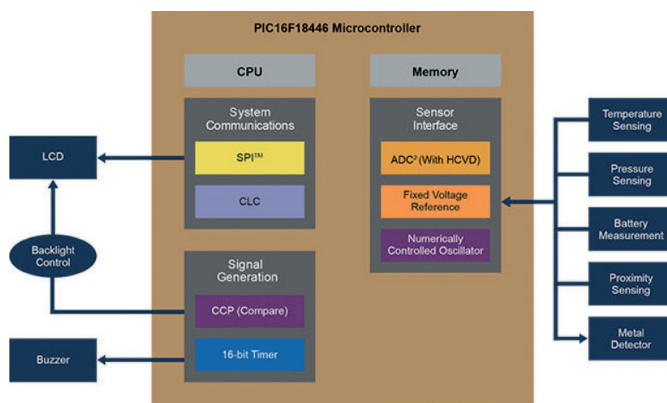 PIC16F18446 Microcontroller
CPU
Memory
System
Communications
SPI™
CLC
Sensor
Interface
ADC² (With HCVD)
Fixed Voltage
Reference
Numerically
Controlled Oscillator
Signal
Generation
CCP (Compare)
16-bit Timer
LCD
Backlight
Control
Buzzer
Temperature
Sensing
Pressure
Sensing
Battery
Measurement
Proximity
Sensing
Metal
Detector